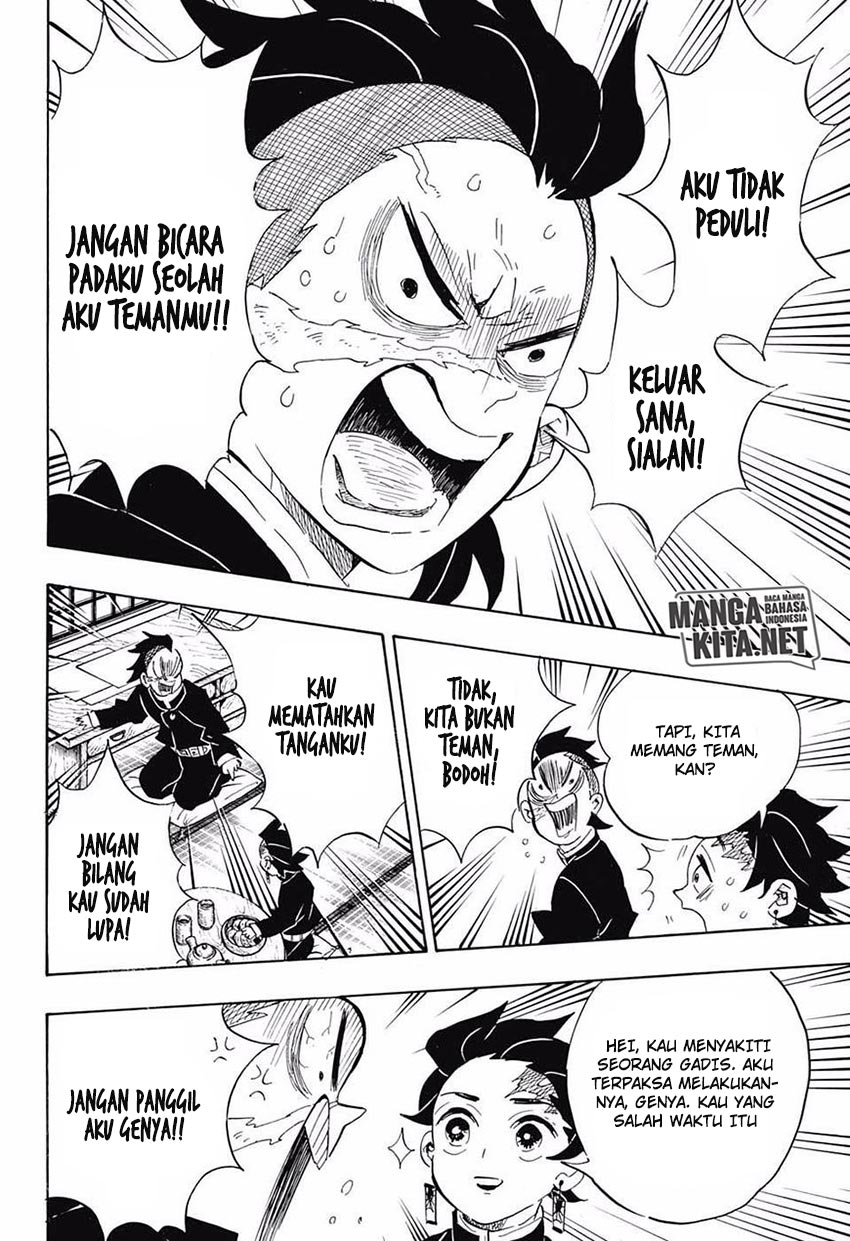 AKU TIDAK
PEDULI!
KELUAR
SANA,
SIALAN!
JANGAN BICARA
PADAKU SEOLAH
AKU TEMANMU!!
MANGA
KITA.NET
BACA MANGA
BAHASA
INDONESIA
TAPI, KITA
MEMANG TEMAN,
KAN?
TIDAK,
KITA BUKAN
TEMAN,
BODOH!
KAU
MEMATAHKAN
TANGANKU!
JANGAN
BILANG
KAU SUDAH
LUPA!
HEI, KAU MENYAKITI
SEORANG GADIS. AKU
TERPAKSA MELAKUKAN-
NYA, GENYA. KAU YANG
SALAH WAKTU ITU
JANGAN PANGGIL
AKU GENYA!!